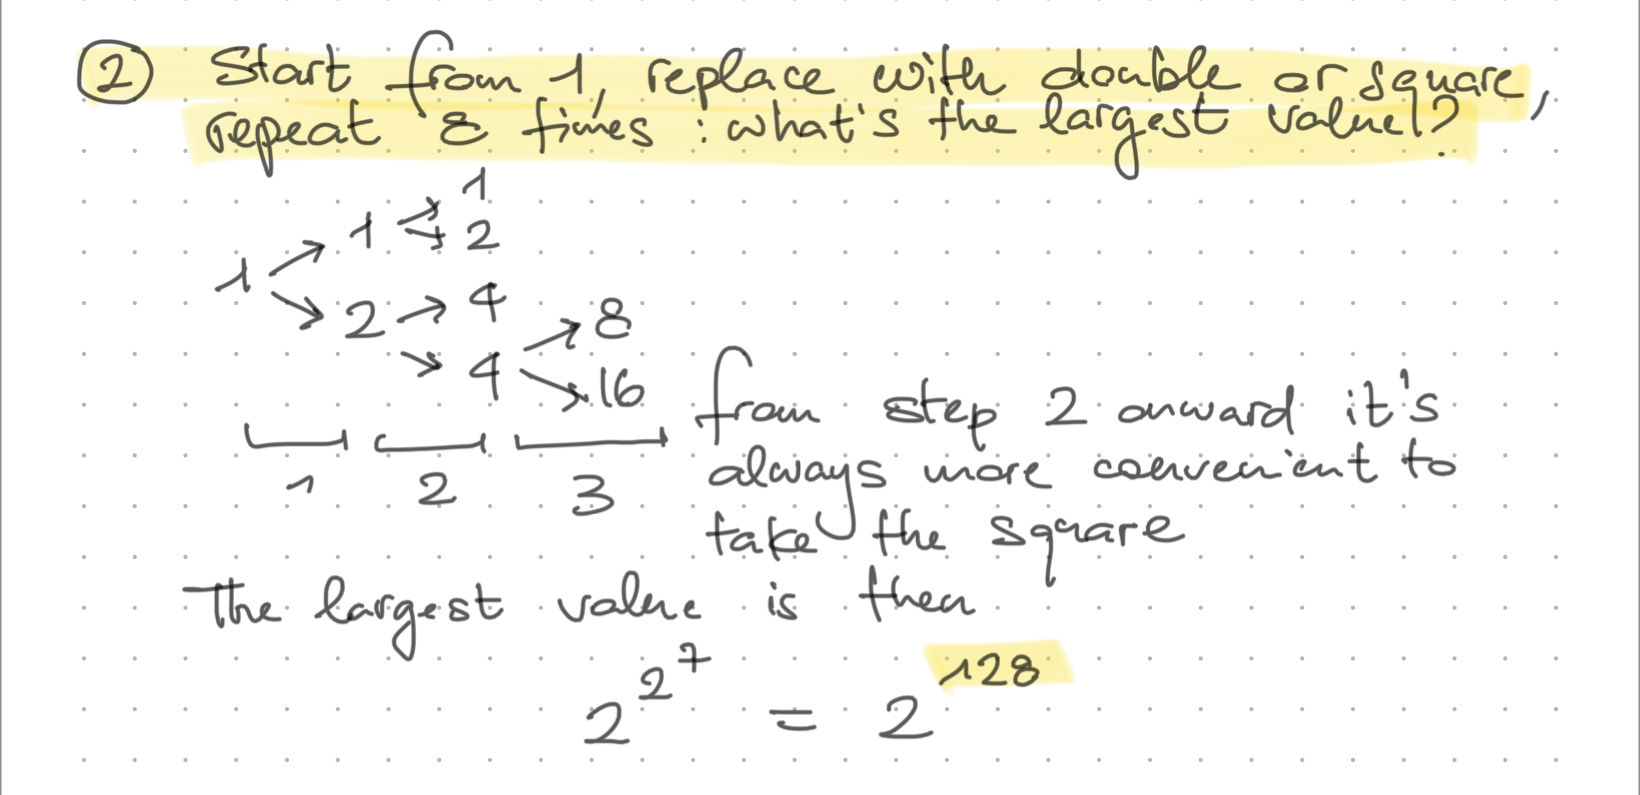 ② Start from 1, replace with double or square,
repeat 8 times : what's the largest value?
1
1 → 2
1 → 1
1 → 2 → 4
→ 4 → 8
→ 16
1 2 3
from step 2 onward it's
always more convenient to
take the square
The largest value is then
2^2^7 = 2^128